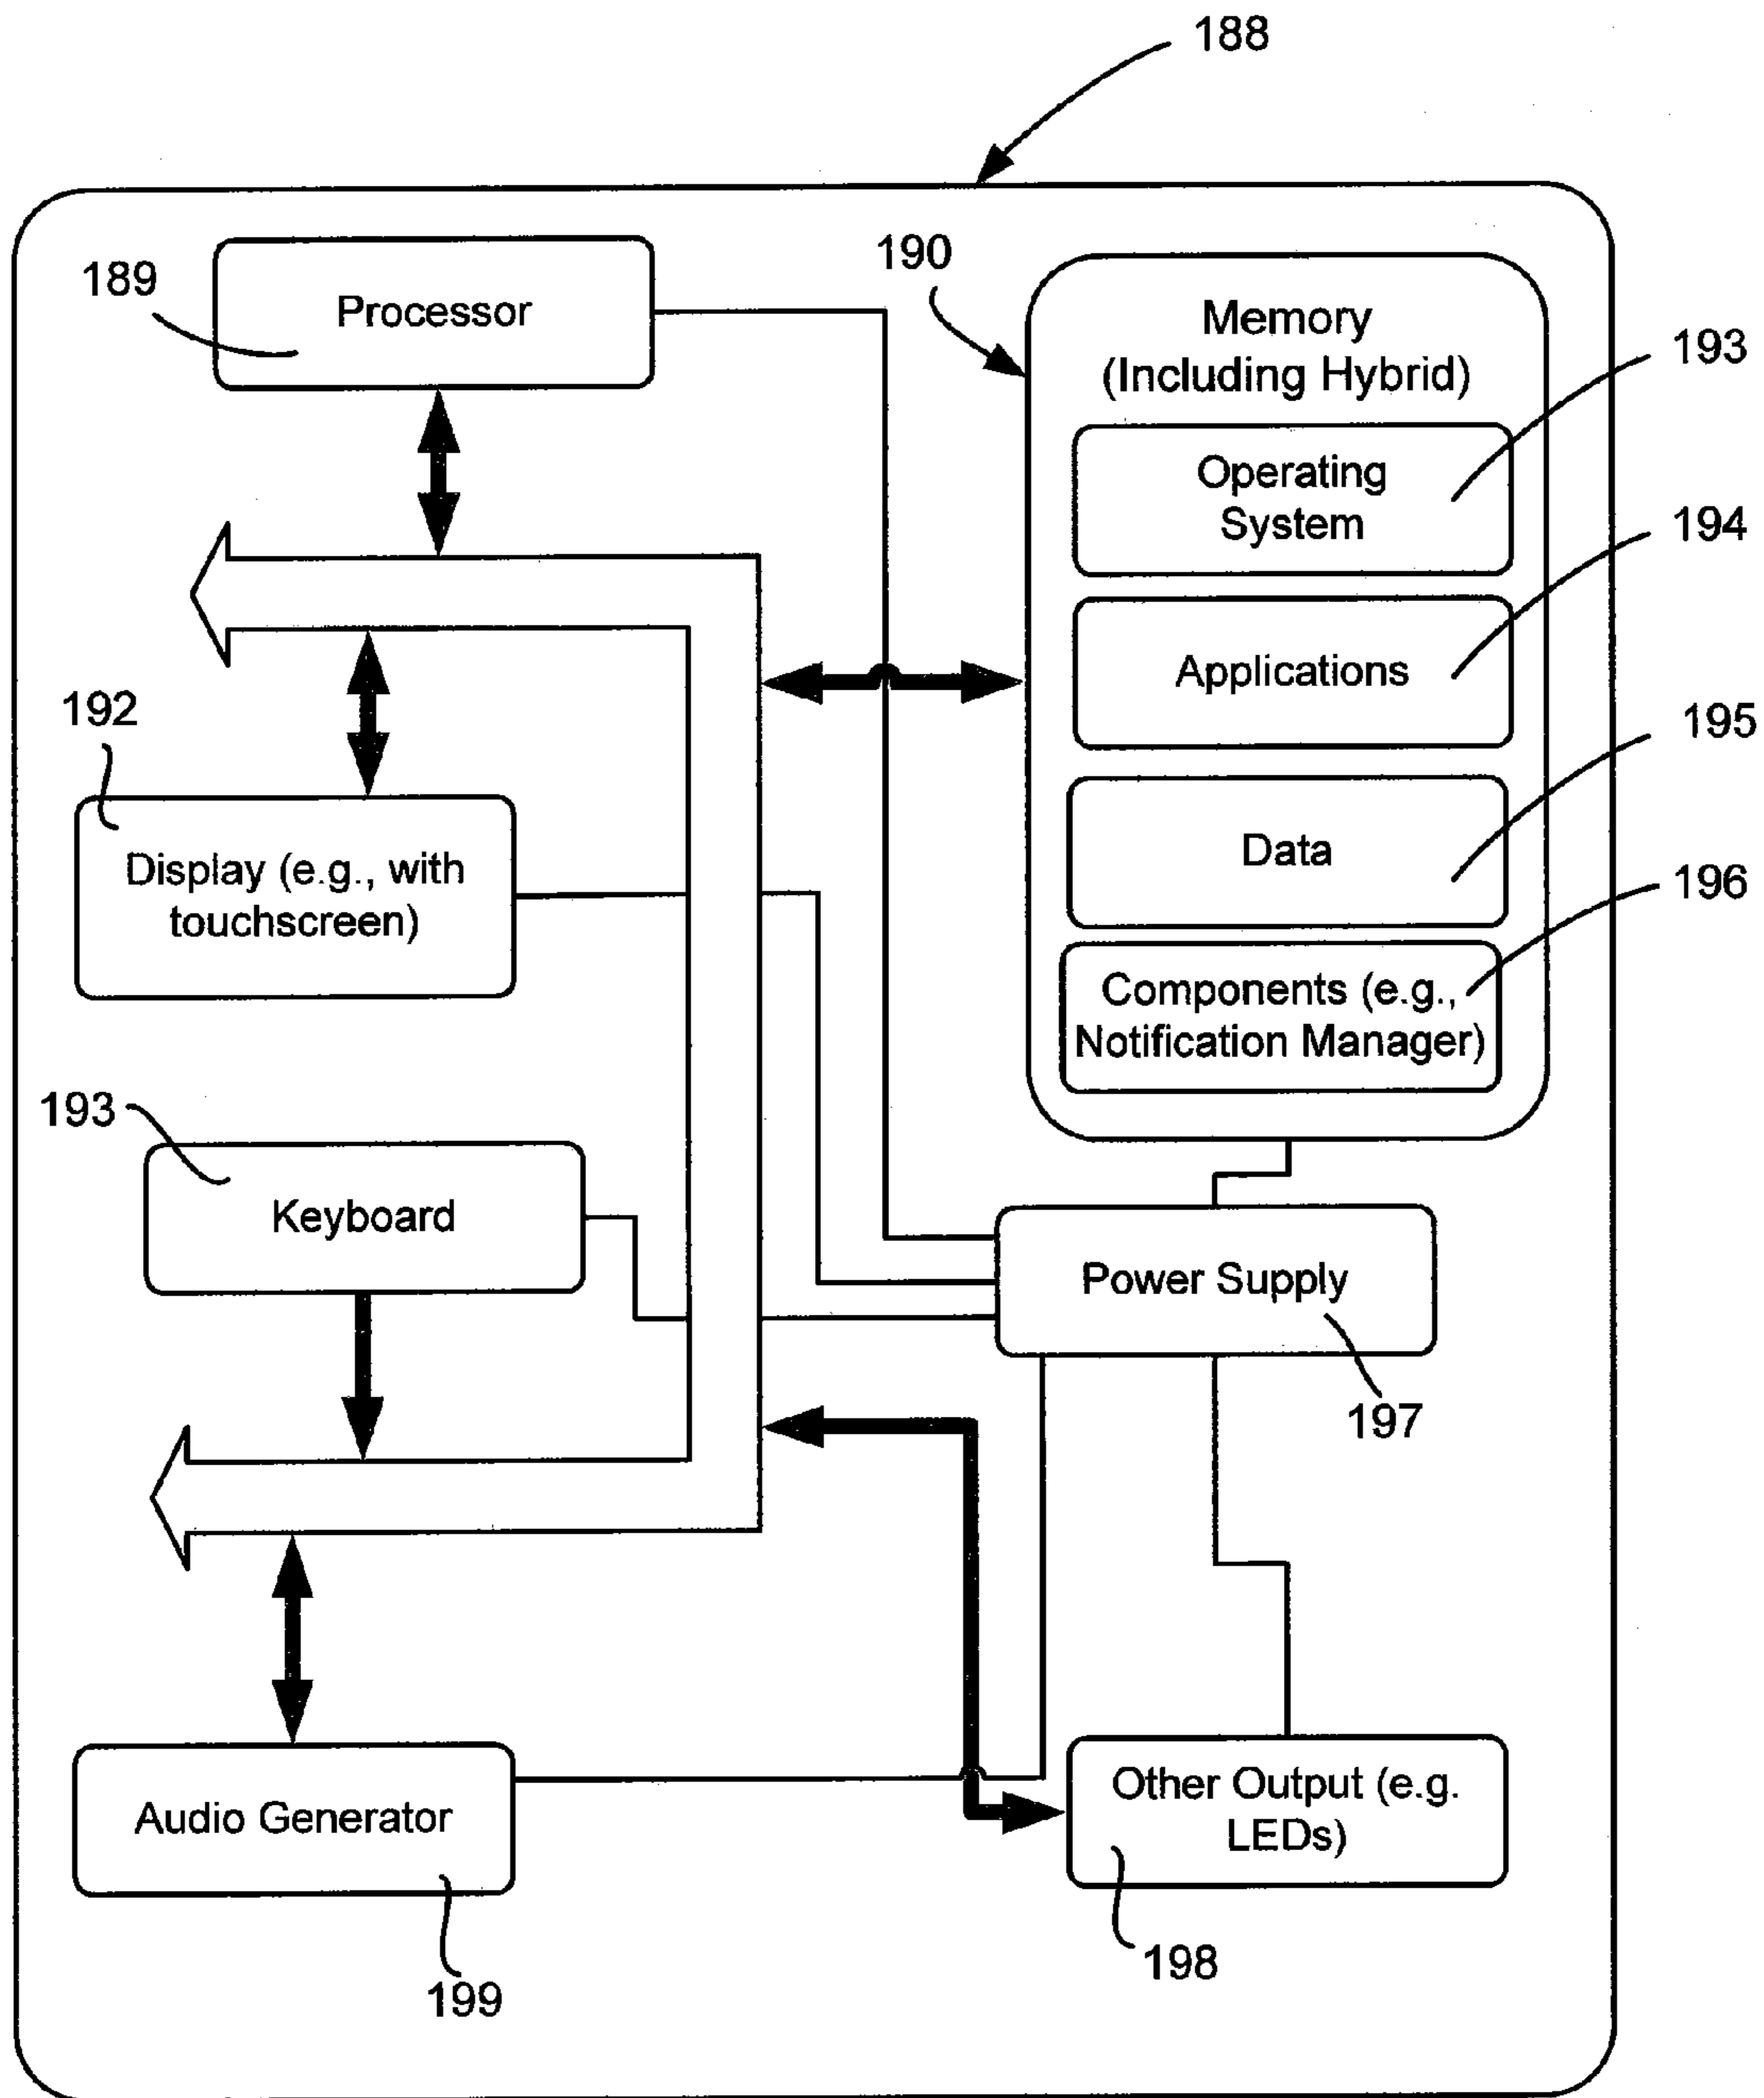 188
189
Processor
190
Memory
(Including Hybrid)
193
Operating
System
194
Applications
192
195
Display (e.g., with
touchscreen)
Data
196
Components (e.g.,
Notification Manager)
193
Keyboard
Power Supply
197
Audio Generator
Other Output (e.g.
LEDs)
198
199